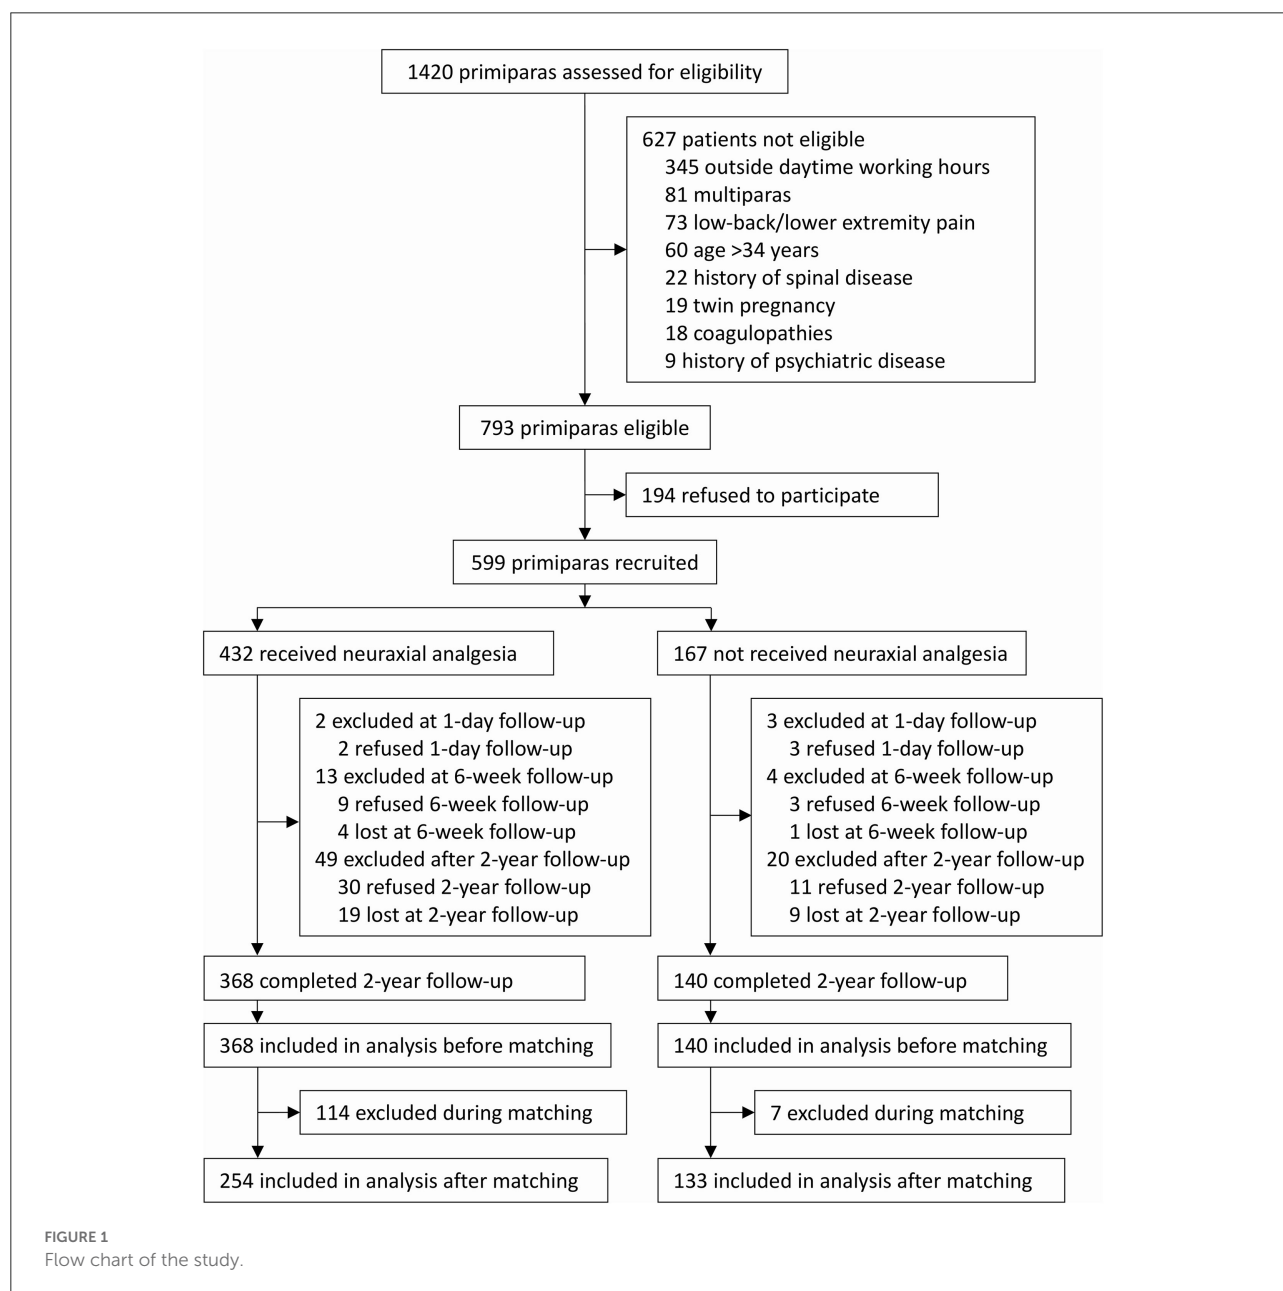 1420 primiparas assessed for eligibility
627 patients not eligible
345 outside daytime working hours
81 multiparas
73 low-back/lower extremity pain
60 age >34 years
22 history of spinal disease
19 twin pregnancy
18 coagulopathies
9 history of psychiatric disease
793 primiparas eligible
194 refused to participate
599 primiparas recruited
432 received neuraxial analgesia
167 not received neuraxial analgesia
2 excluded at 1-day follow-up
2 refused 1-day follow-up
13 excluded at 6-week follow-up
9 refused 6-week follow-up
4 lost at 6-week follow-up
49 excluded after 2-year follow-up
30 refused 2-year follow-up
19 lost at 2-year follow-up
3 excluded at 1-day follow-up
3 refused 1-day follow-up
4 excluded at 6-week follow-up
3 refused 6-week follow-up
1 lost at 6-week follow-up
20 excluded after 2-year follow-up
11 refused 2-year follow-up
9 lost at 2-year follow-up
368 completed 2-year follow-up
140 completed 2-year follow-up
368 included in analysis before matching
140 included in analysis before matching
114 excluded during matching
7 excluded during matching
254 included in analysis after matching
133 included in analysis after matching
FIGURE 1
Flow chart of the study.